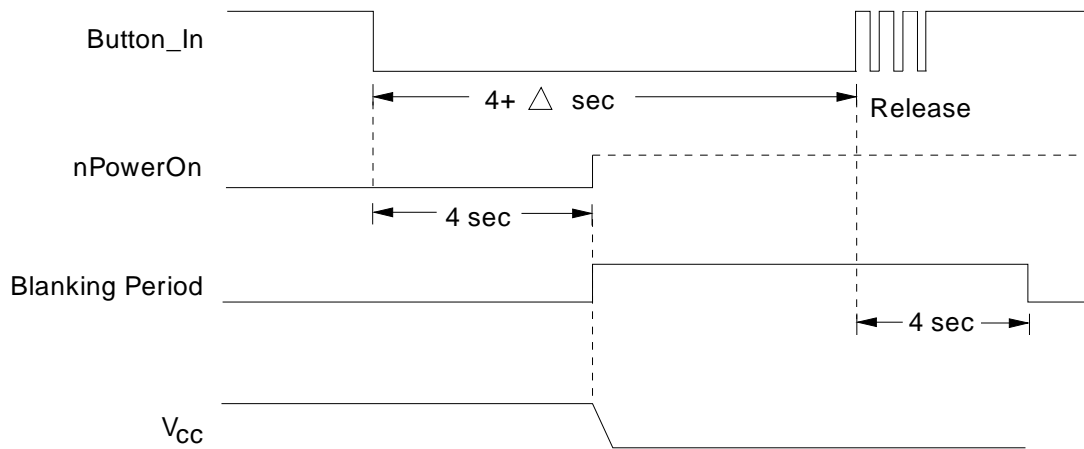 Button_In
4+ △ sec
Release
nPowerOn
4 sec
Blanking Period
4 sec
Vcc